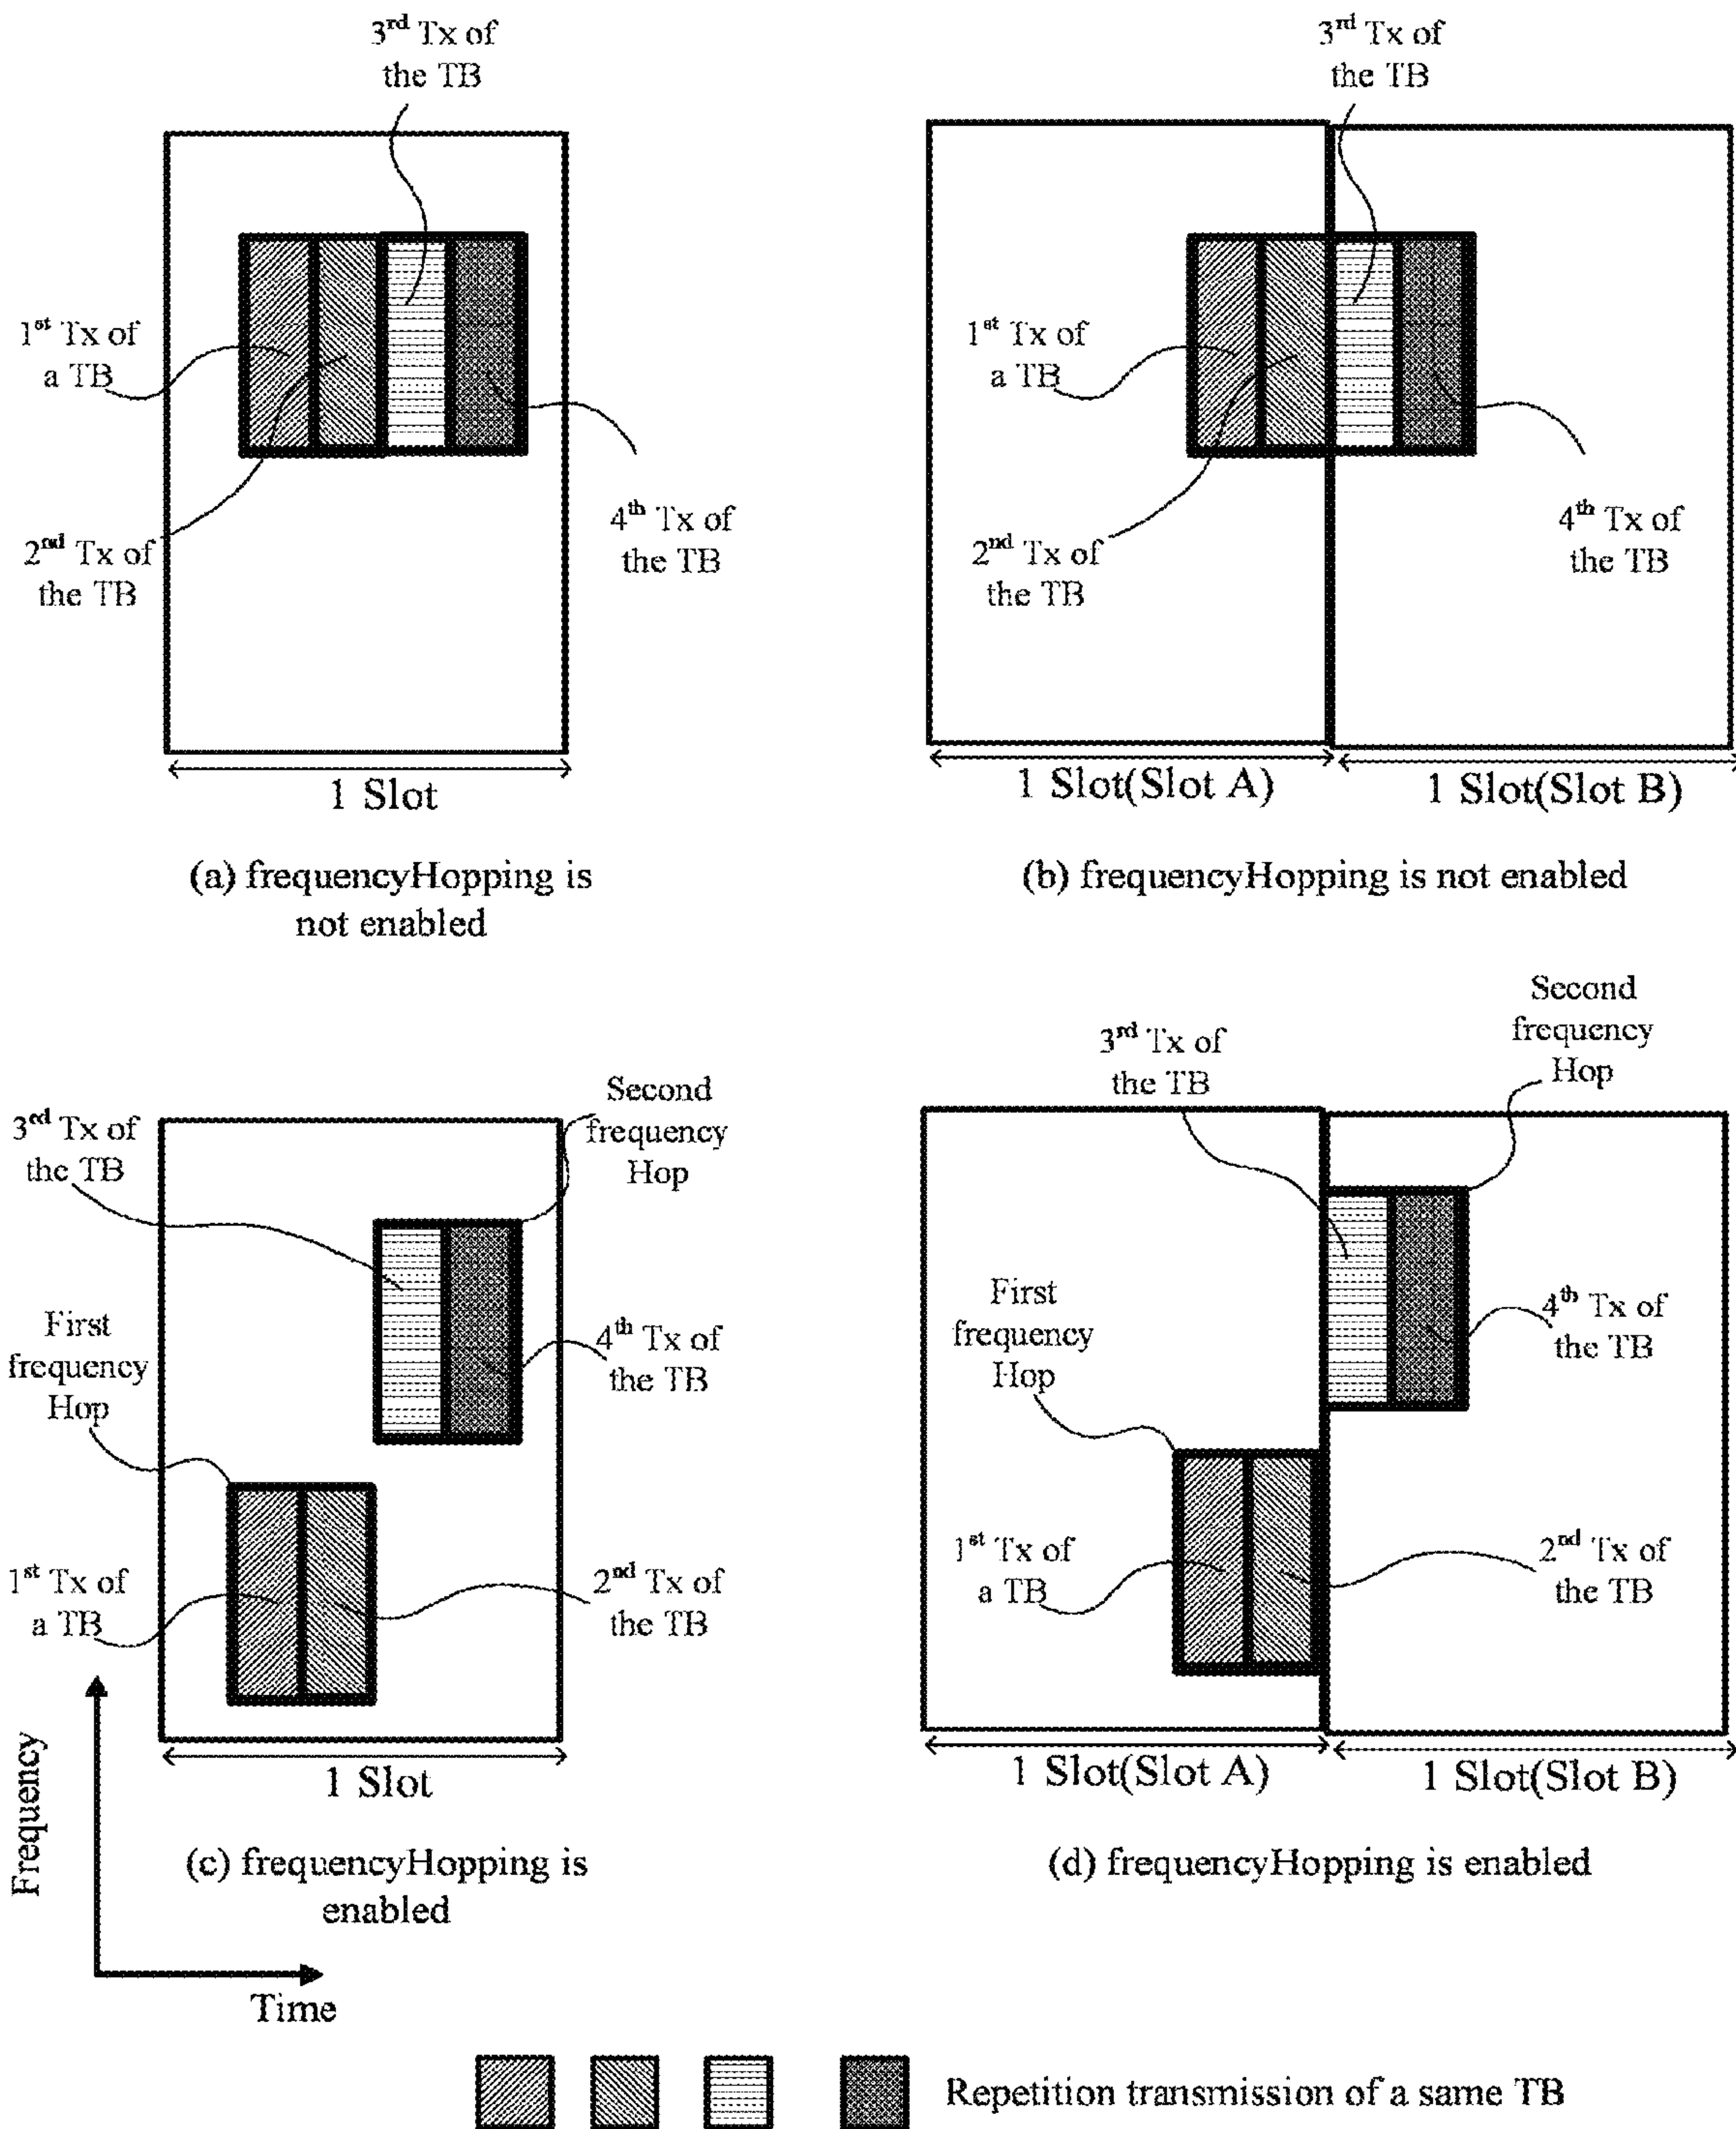 3rd Tx of
the TB
1st Tx of
a TB
2nd Tx of
the TB
4th Tx of
the TB
1 Slot
(a) frequencyHopping is
not enabled
3rd Tx of
the TB
1st Tx of
a TB
2nd Tx of
the TB
4th Tx of
the TB
1 Slot(Slot A)
1 Slot(Slot B)
(b) frequencyHopping is not enabled
3rd Tx of
the TB
Second
frequency
Hop
First
frequency
Hop
4th Tx of
the TB
1st Tx of
a TB
2nd Tx of
the TB
1 Slot
(c) frequencyHopping is
enabled
3rd Tx of
the TB
Second
frequency
Hop
First
frequency
Hop
4th Tx of
the TB
1st Tx of
a TB
2nd Tx of
the TB
1 Slot(Slot A)
1 Slot(Slot B)
(d) frequencyHopping is enabled
Frequency
Time
Repetition transmission of a same TB